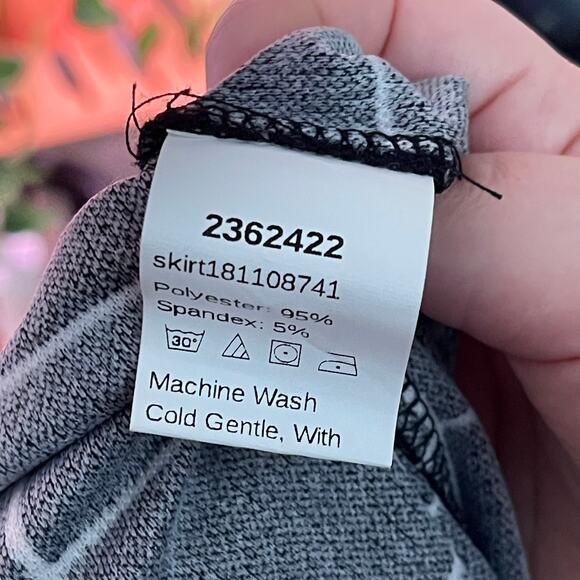 2362422
skirt181108741
Polyester: 95%
Spandex: 5%
30°
Machine Wash
Cold Gentle, With